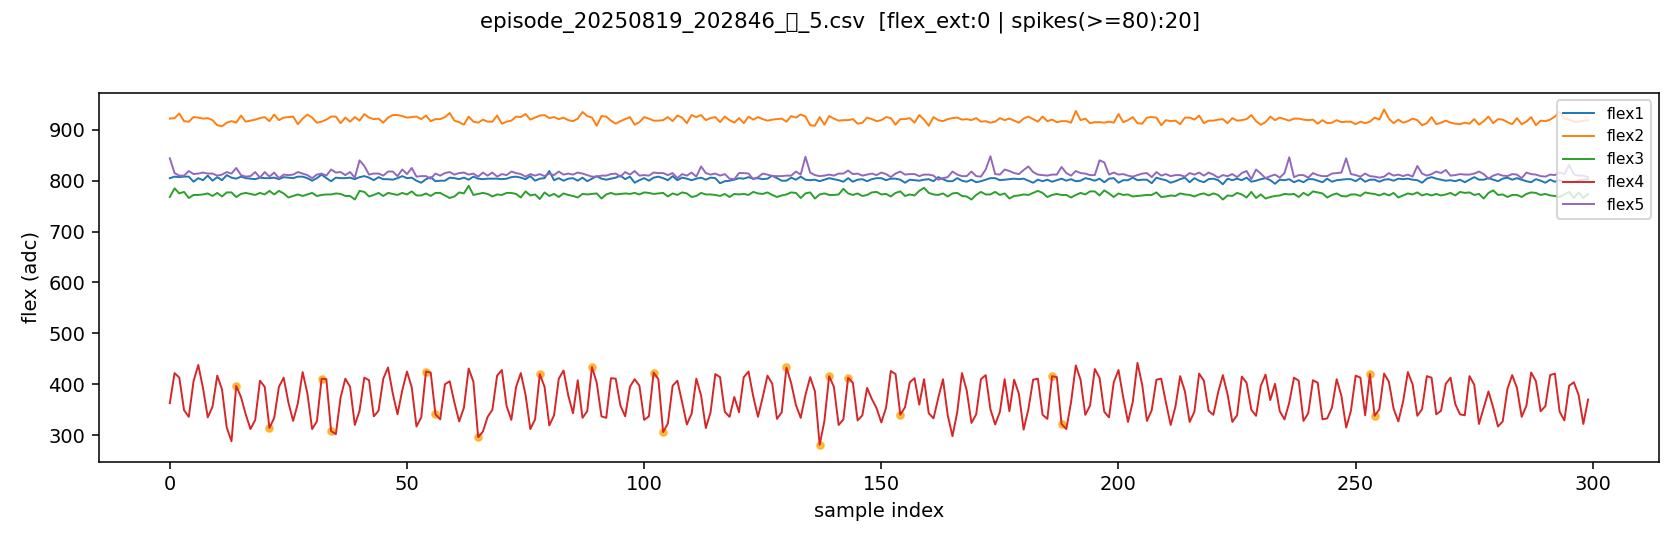 episode_20250819_202846_▯_5.csv  [flex_ext:0 | spikes(>=80):20]
flex (adc)
900
800
700
600
500
400
300
flex1
flex2
flex3
flex4
flex5
0
50
100
150
200
250
300
sample index